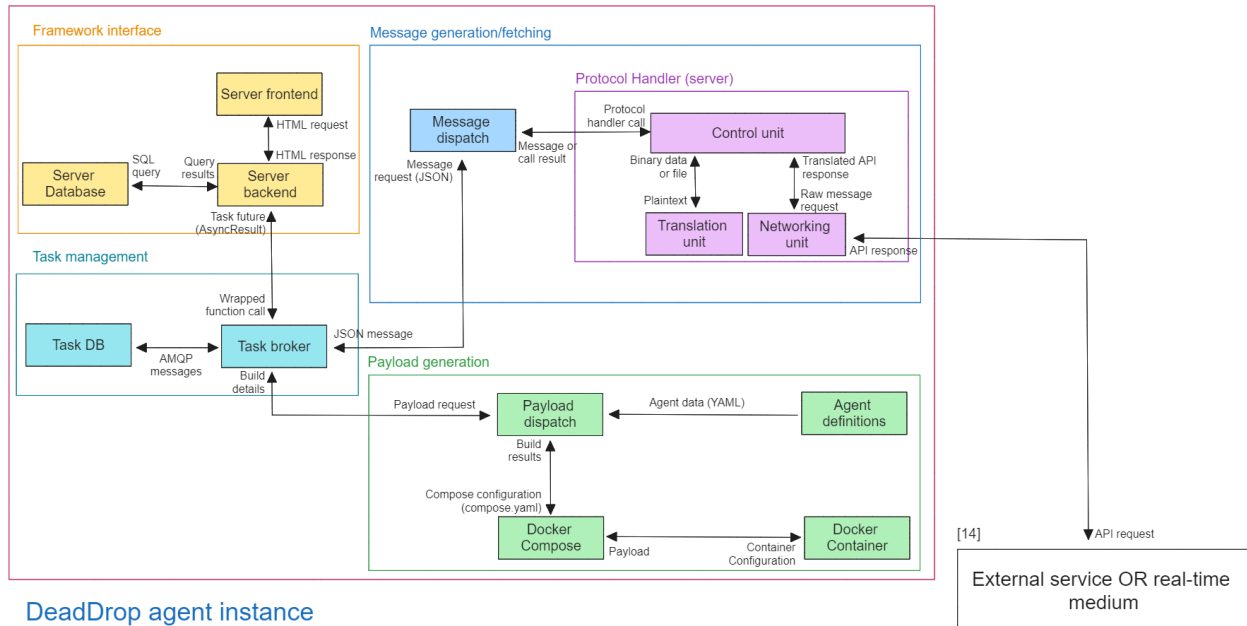 Framework interface
Server frontend
HTML request
HTML response
SQL
query
Query
results
Server
Database
Server
backend
Task future
(AsyncResult)
Task management
Wrapped
function call
Task DB
AMQP
messages
Task broker
JSON message
Build
details
Message generation/fetching
Protocol Handler (server)
Message
dispatch
Protocol
handler call
Message or
call result
Control unit
Message
request (JSON)
Binary data
or file
Translated API
response
Plaintext
Raw message
request
Translation
unit
Networking
unit
API response
Payload generation
Payload request
Payload
dispatch
Agent data (YAML)
Agent
definitions
Build
results
Compose configuration
(compose.yaml)
Docker
Compose
Payload
Container
Configuration
Docker
Container
[14]
API request
External service OR real-time
medium
DeadDrop agent instance